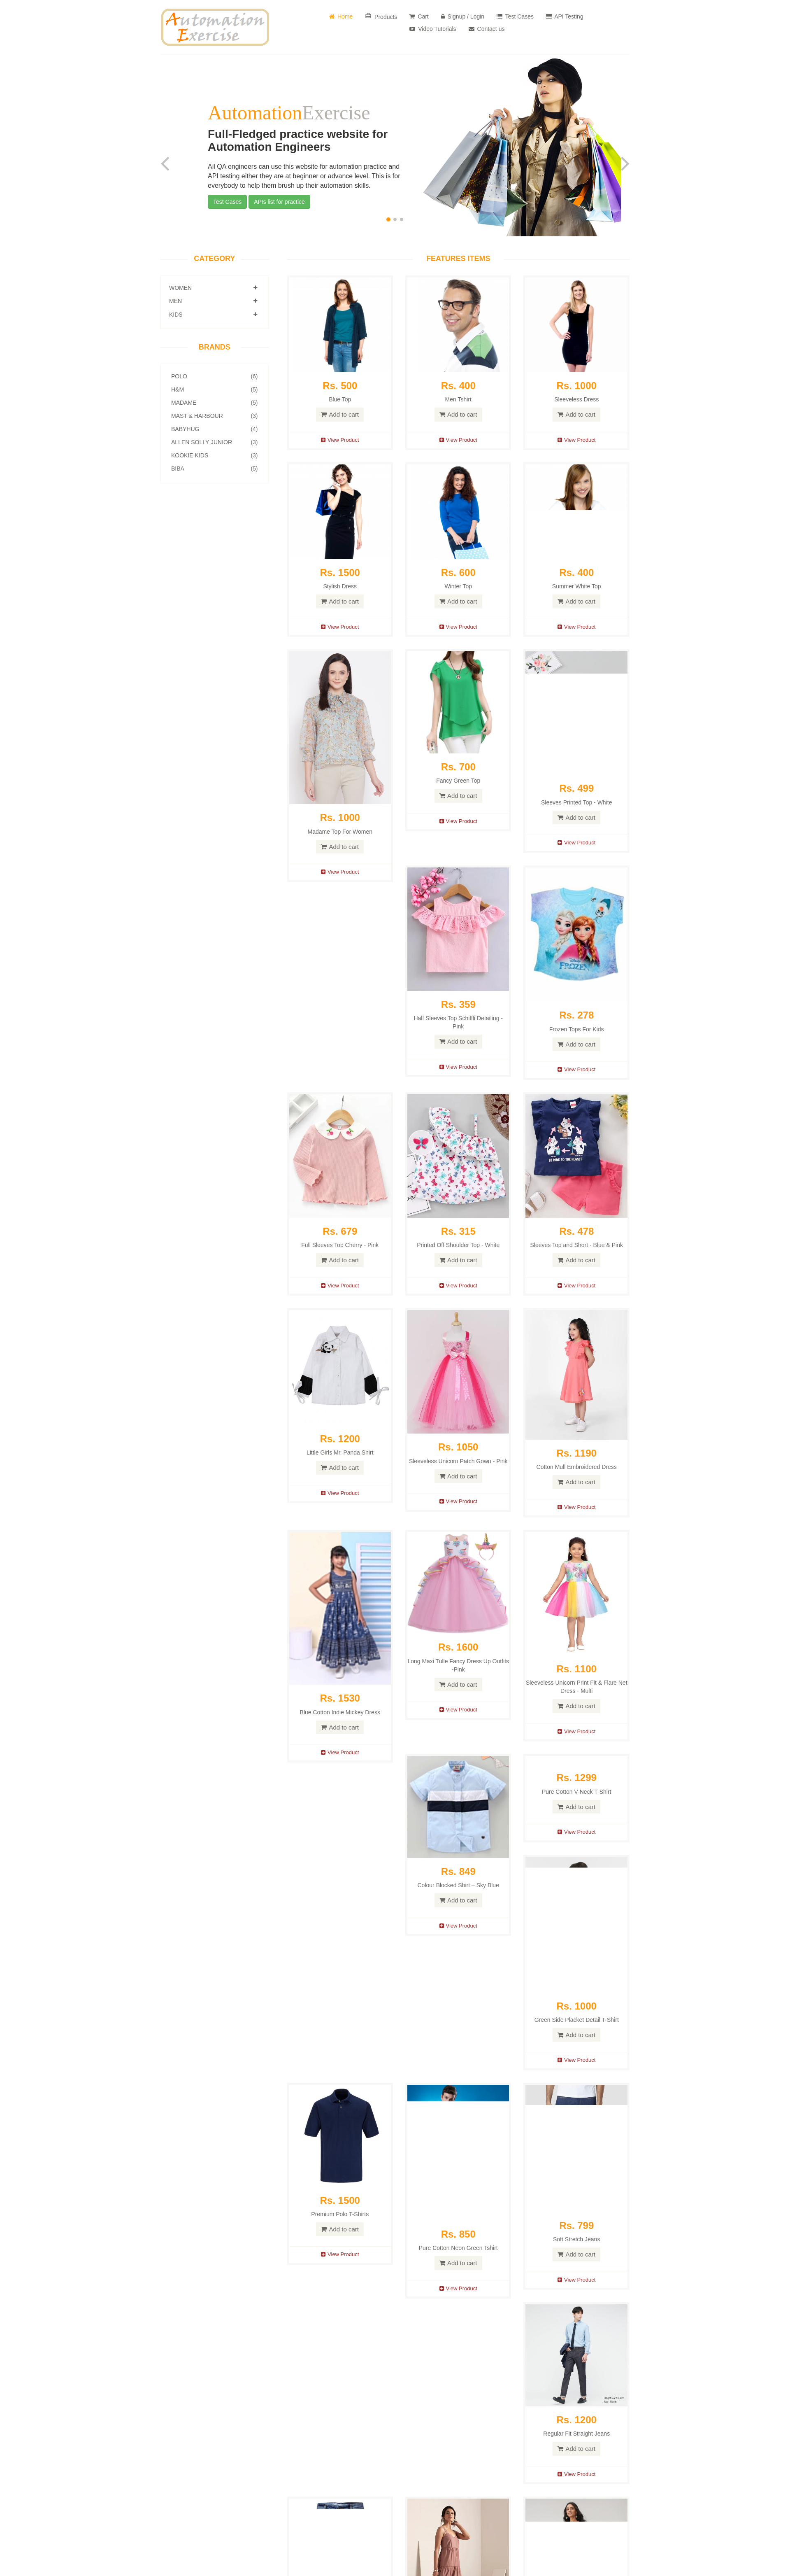 Automation
Exercise
Home
Products
Cart
Signup / Login
Test Cases
API Testing
Video Tutorials
Contact us
AutomationExercise
Full-Fledged practice website for
Automation Engineers
All QA engineers can use this website for automation practice and
API testing either they are at beginner or advance level. This is for
everybody to help them brush up their automation skills.
Test Cases
APIs list for practice
CATEGORY
WOMEN
MEN
KIDS
BRANDS
POLO (6)
H&M (5)
MADAME (5)
MAST & HARBOUR (3)
BABYHUG (4)
ALLEN SOLLY JUNIOR (3)
KOOKIE KIDS (3)
BIBA (5)
FEATURES ITEMS
Rs. 500
Blue Top
Add to cart
View Product
Rs. 400
Men Tshirt
Add to cart
View Product
Rs. 1000
Sleeveless Dress
Add to cart
View Product
Rs. 1500
Stylish Dress
Add to cart
View Product
Rs. 600
Winter Top
Add to cart
View Product
Rs. 400
Summer White Top
Add to cart
View Product
Rs. 1000
Madame Top For Women
Add to cart
View Product
Rs. 700
Fancy Green Top
Add to cart
View Product
Rs. 499
Sleeves Printed Top - White
Add to cart
View Product
Rs. 359
Half Sleeves Top Schiffli Detailing -
Pink
Add to cart
View Product
FROZEN
Rs. 278
Frozen Tops For Kids
Add to cart
View Product
Rs. 679
Full Sleeves Top Cherry - Pink
Add to cart
View Product
Rs. 315
Printed Off Shoulder Top - White
Add to cart
View Product
Rs. 478
Sleeves Top and Short - Blue & Pink
Add to cart
View Product
Rs. 1200
Little Girls Mr. Panda Shirt
Add to cart
View Product
Rs. 1050
Sleeveless Unicorn Patch Gown - Pink
Add to cart
View Product
Rs. 1190
Cotton Mull Embroidered Dress
Add to cart
View Product
Rs. 1530
Blue Cotton Indie Mickey Dress
Add to cart
View Product
Rs. 1600
Long Maxi Tulle Fancy Dress Up Outfits
-Pink
Add to cart
View Product
Rs. 1100
Sleeveless Unicorn Print Fit & Flare Net
Dress - Multi
Add to cart
View Product
Rs. 849
Colour Blocked Shirt – Sky Blue
Add to cart
View Product
Rs. 1299
Pure Cotton V-Neck T-Shirt
Add to cart
View Product
Rs. 1000
Green Side Placket Detail T-Shirt
Add to cart
View Product
Rs. 1500
Premium Polo T-Shirts
Add to cart
View Product
Rs. 850
Pure Cotton Neon Green Tshirt
Add to cart
View Product
Rs. 799
Soft Stretch Jeans
Add to cart
View Product
Rs. 1200
Regular Fit Straight Jeans
Add to cart
View Product